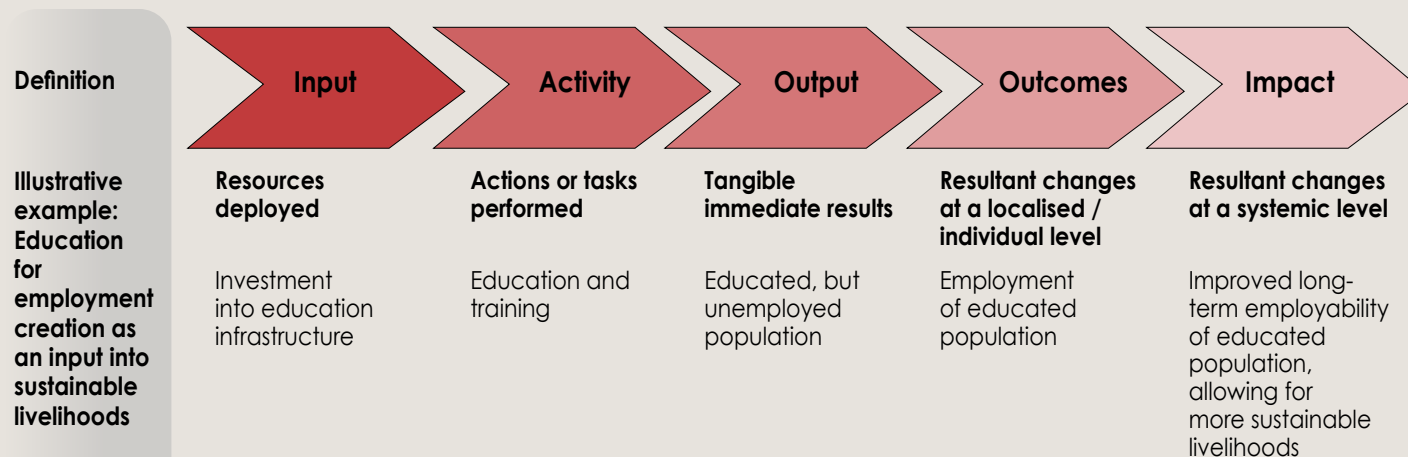 Definition
Input
Activity
Output
Outcomes
Impact
Illustrative
example:
Education
for
employment
creation as
an input into
sustainable
livelihoods
Resources
deployed
Investment
into education
infrastructure
Actions or tasks
performed
Education and
training
Tangible
immediate results
Educated, but
unemployed
population
Resultant changes
at a localised /
individual level
Employment
of educated
population
Resultant changes
at a systemic level
Improved long-
term employability
of educated
population,
allowing for
more sustainable
livelihoods